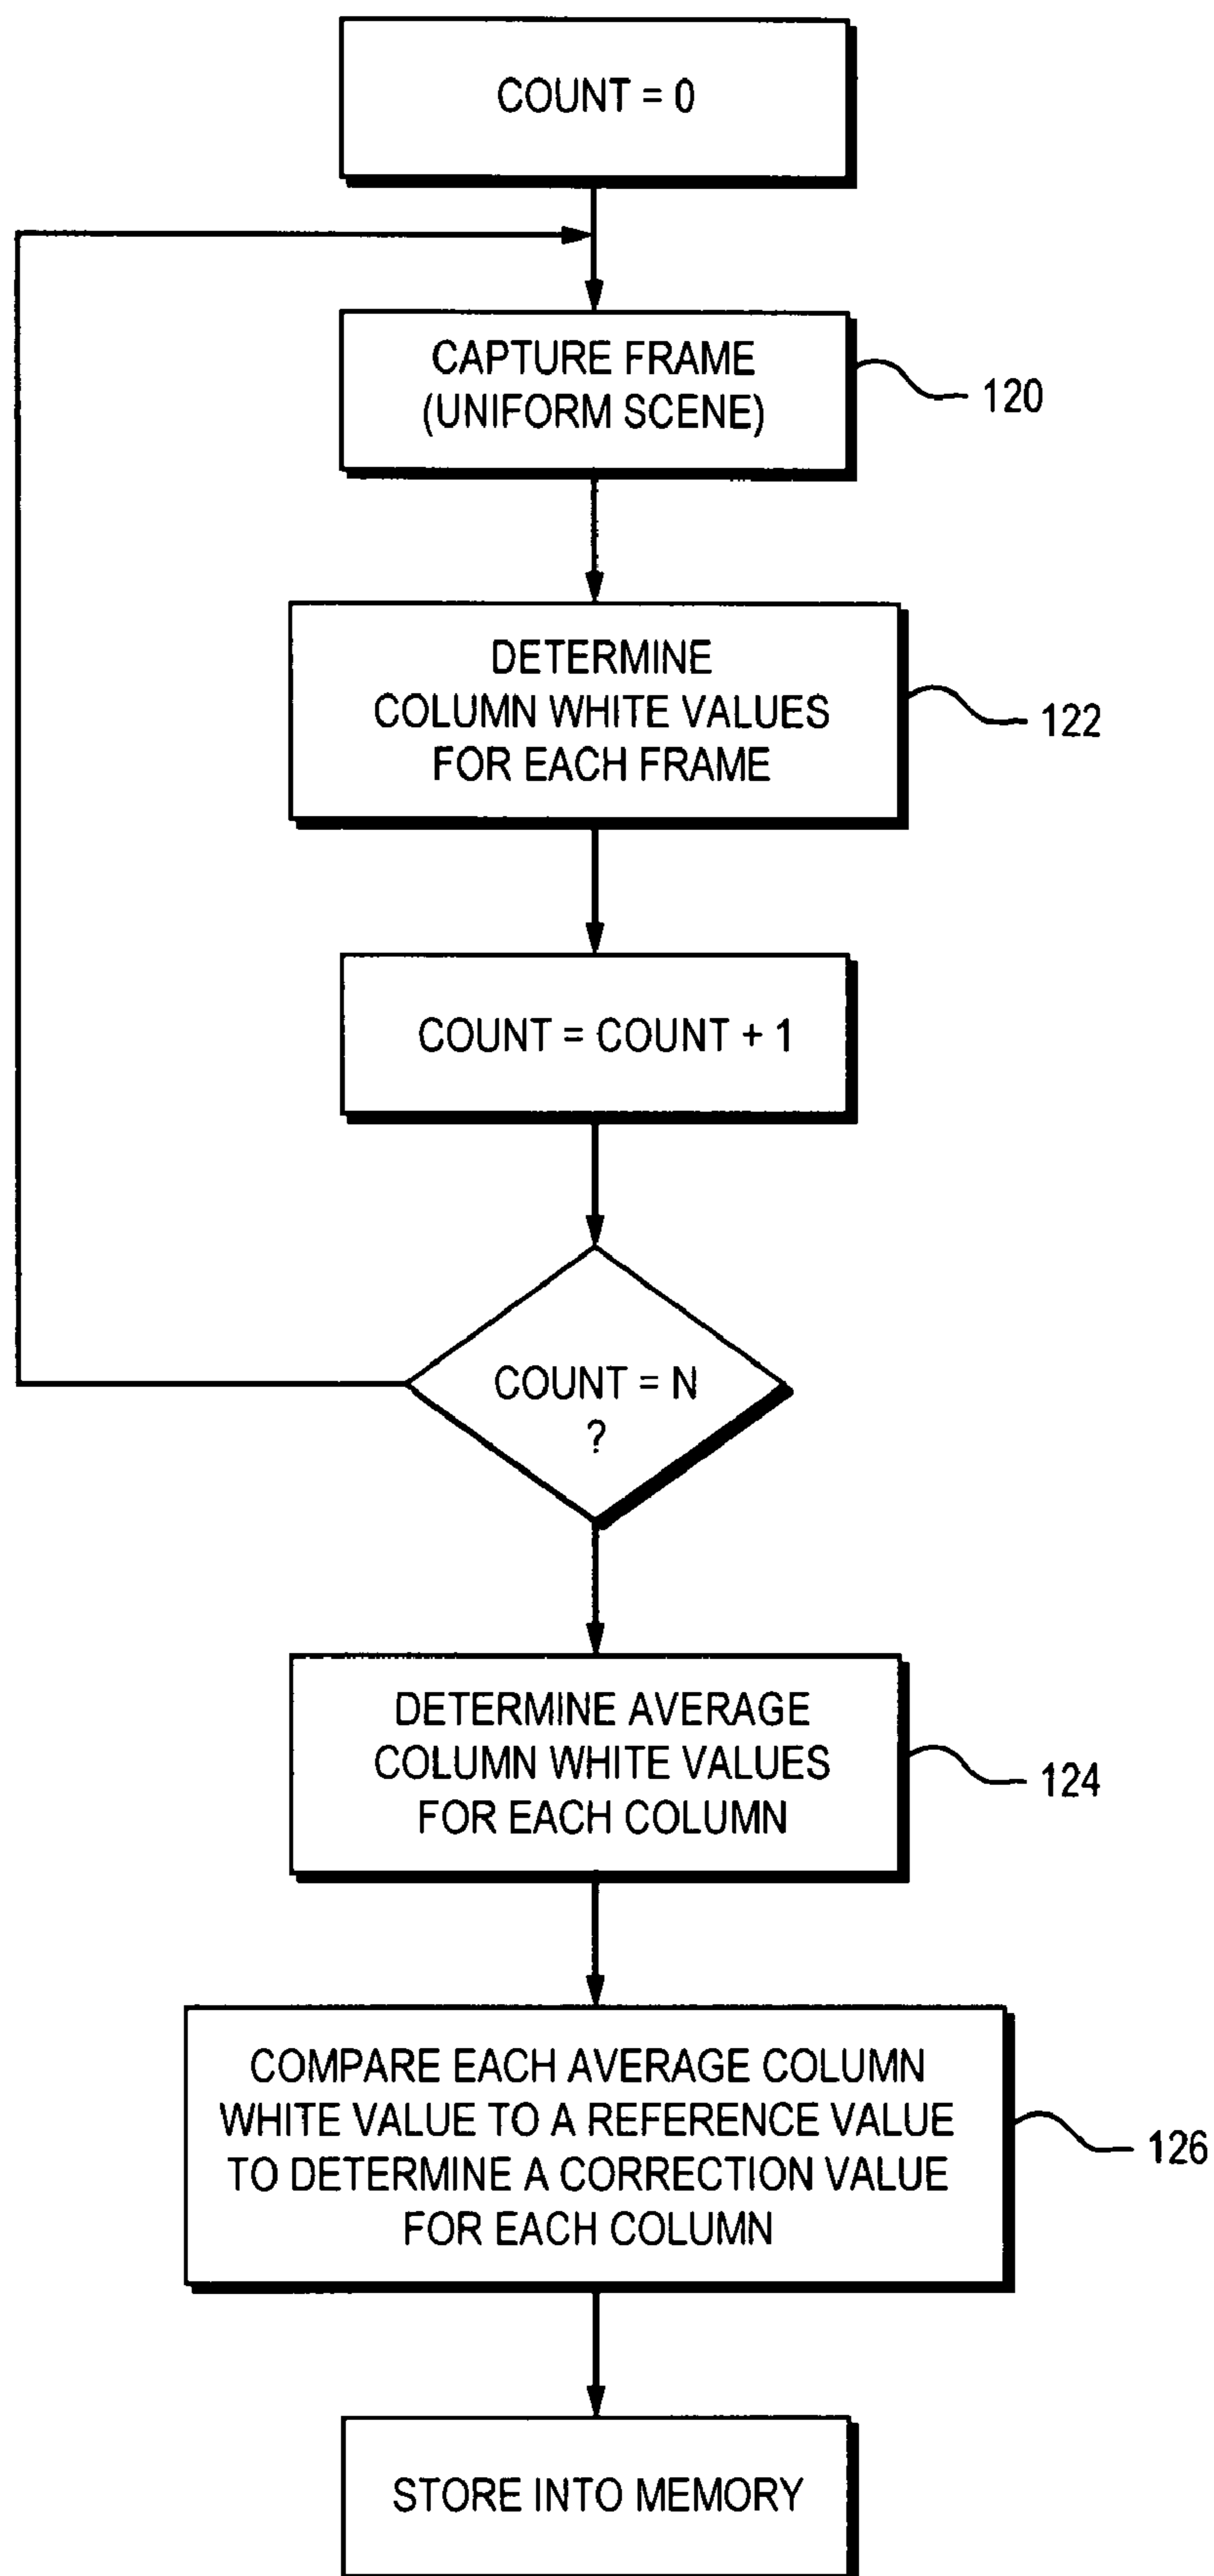 COUNT = 0
CAPTURE FRAME
(UNIFORM SCENE)
120
DETERMINE
COLUMN WHITE VALUES
FOR EACH FRAME
122
COUNT = COUNT + 1
COUNT = N
?
DETERMINE AVERAGE
COLUMN WHITE VALUES
FOR EACH COLUMN
124
COMPARE EACH AVERAGE COLUMN
WHITE VALUE TO A REFERENCE VALUE
TO DETERMINE A CORRECTION VALUE
FOR EACH COLUMN
126
STORE INTO MEMORY